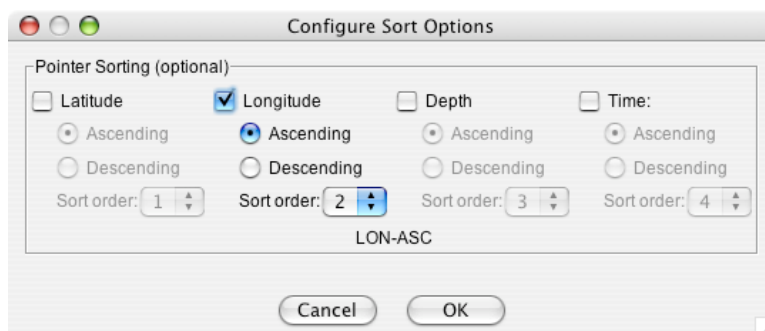 Configure Sort Options
Pointer Sorting (optional)
Latitude Longitude Depth Time:
Ascending Ascending Ascending Ascending
Descending Descending Descending Descending
Sort order: 1 Sort order: 2 Sort order: 3 Sort order: 4
LON-ASC
Cancel OK